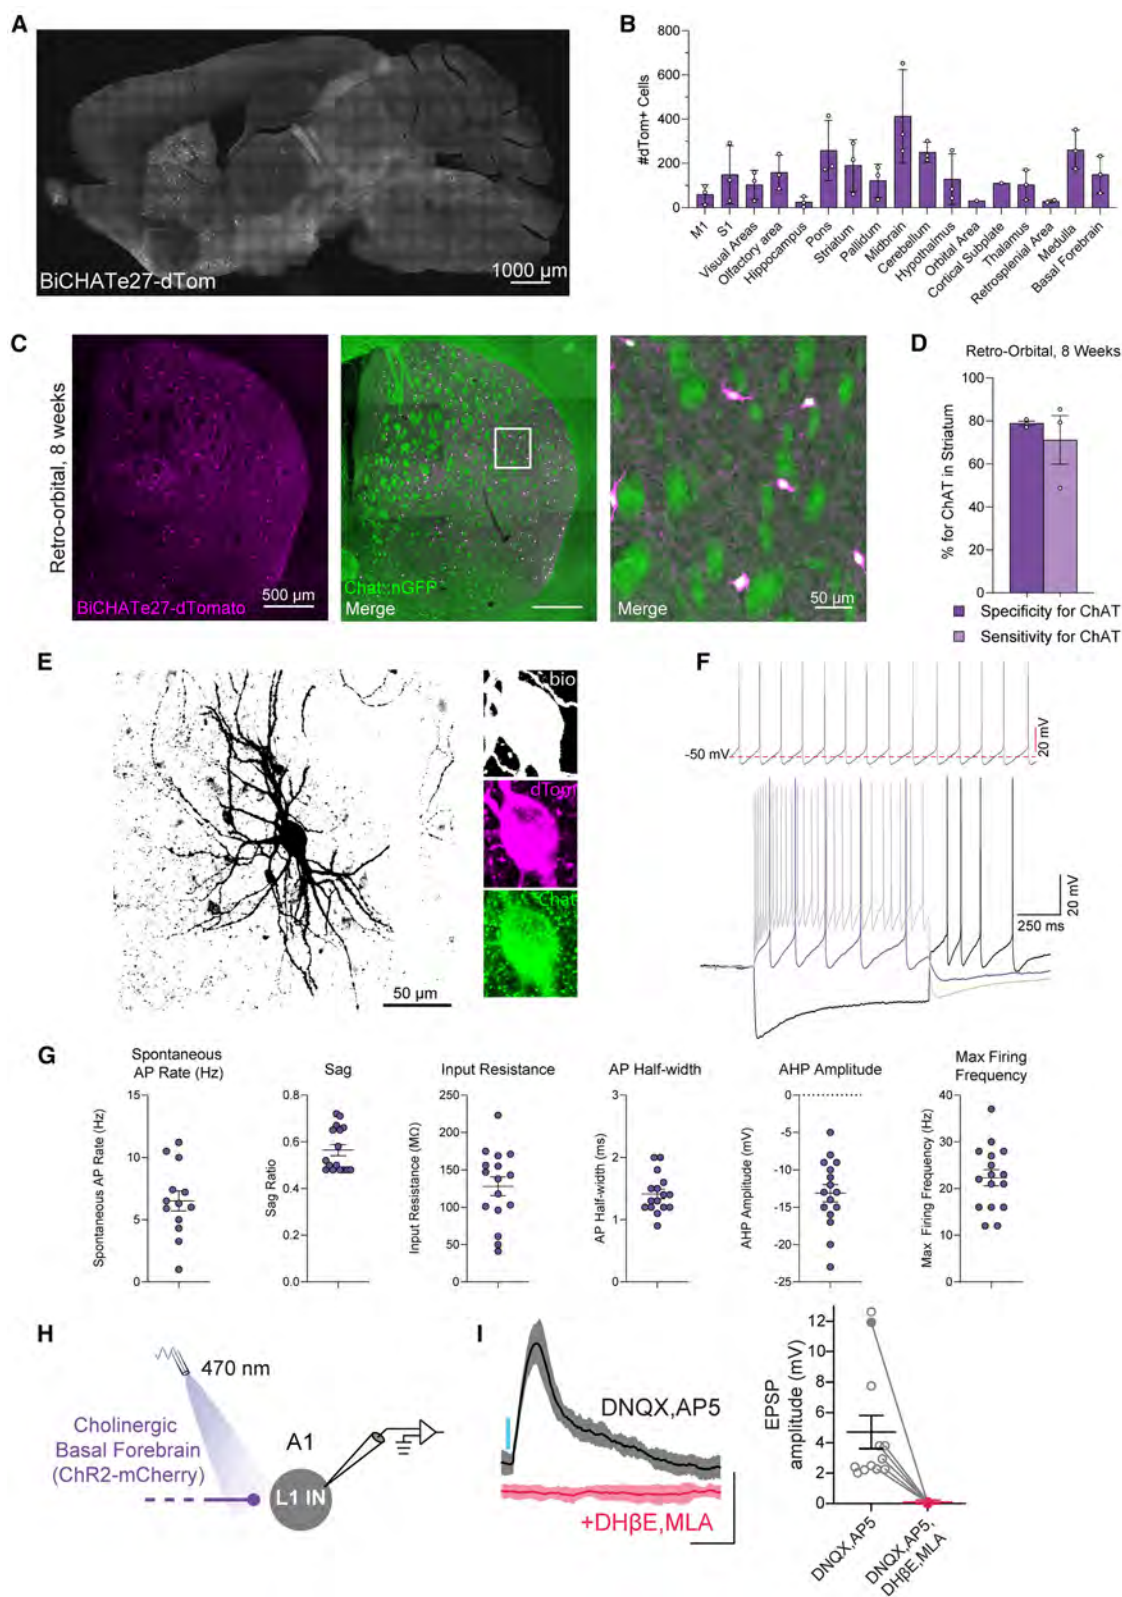 A
BiCHATe27-dTom
1000 µm
B
#dTom+ Cells
800
600
400
200
0
M1
S1
Visual Areas
Olfactory area
Hippocampus
Pons
Striatum
Pallidum
Midbrain
Cerebellum
Hypothalmus
Orbital Area
Cortical Subplate
Thalamus
Retrosplenial Area
Medulla
Basal Forebrain
C
Retro-orbital, 8 weeks
BiCHATe27-dTomato
500 µm
Chat::nGFP
Merge
Merge
50 µm
D
Retro-Orbital, 8 Weeks
% for ChAT in Striatum
100
80
60
40
20
0
Specificity for ChAT
Sensitivity for ChAT
E
50 µm
bio
dTom
Chat
F
-50 mV
20 mV
20 mV
250 ms
G
Spontaneous
AP Rate (Hz)
Spontaneous AP Rate (Hz)
15
10
5
0
Sag
Sag Ratio
0.8
0.6
0.4
0.2
0.0
Input Resistance
Input Resistance (MΩ)
250
200
150
100
50
0
AP Half-width
AP Half-width (ms)
3
2
1
0
AHP Amplitude
AHP Amplitude (mV)
0
-5
-10
-15
-20
-25
Max Firing
Frequency
Max Firing Frequency (Hz)
40
30
20
10
0
H
470 nm
Cholinergic
Basal Forebrain
(ChR2-mCherry)
A1
L1 IN
I
DNQX,AP5
+DHβE,MLA
EPSP
amplitude (mV)
12
10
8
6
4
2
0
DNQX,AP5
DNQX,AP5,
DHβE,MLA